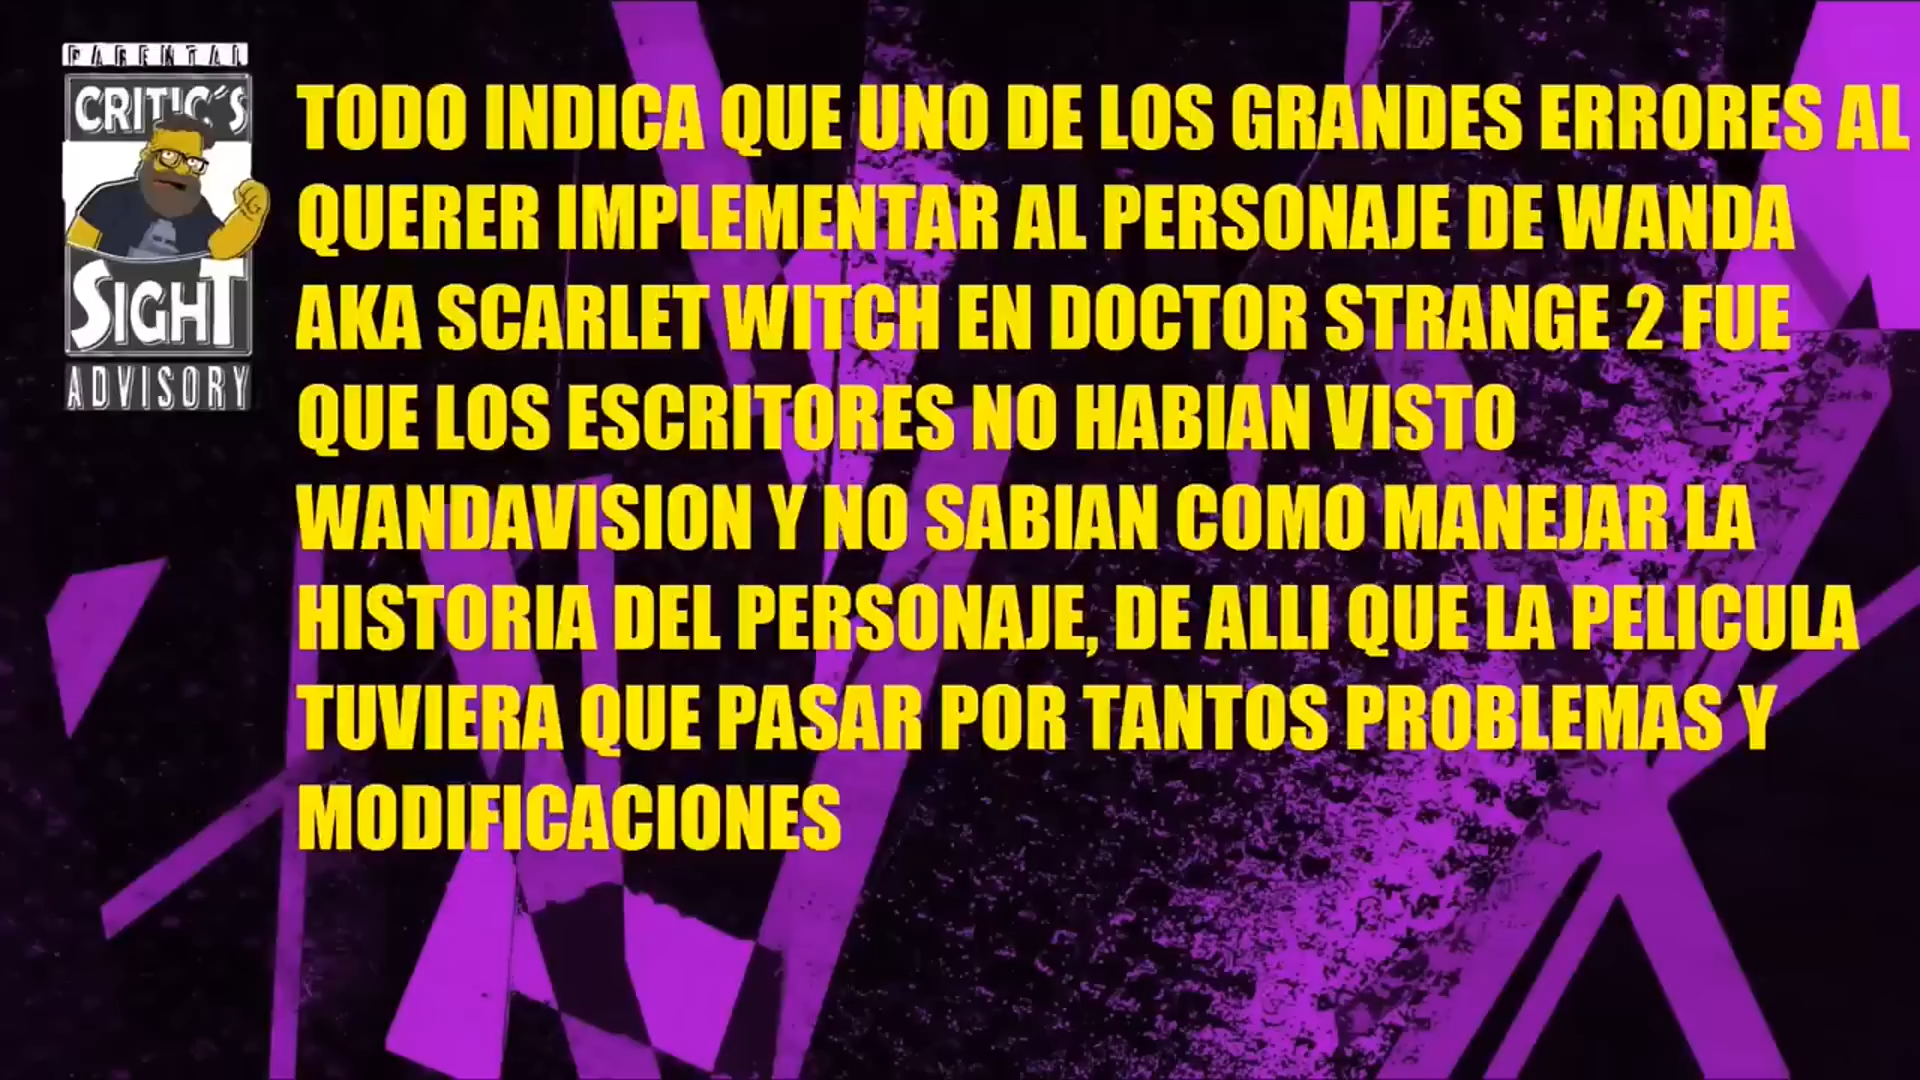 PARENTAL
CRITIC´S
SIGHT
ADVISORY
TODO INDICA QUE UNO DE LOS GRANDES ERRORES AL
QUERER IMPLEMENTAR AL PERSONAJE DE WANDA
AKA SCARLET WITCH EN DOCTOR STRANGE 2 FUE
QUE LOS ESCRITORES NO HABIAN VISTO
WANDAVISION Y NO SABIAN COMO MANEJAR LA
HISTORIA DEL PERSONAJE, DE ALLI QUE LA PELICULA
TUVIERA QUE PASAR POR TANTOS PROBLEMAS Y
MODIFICACIONES